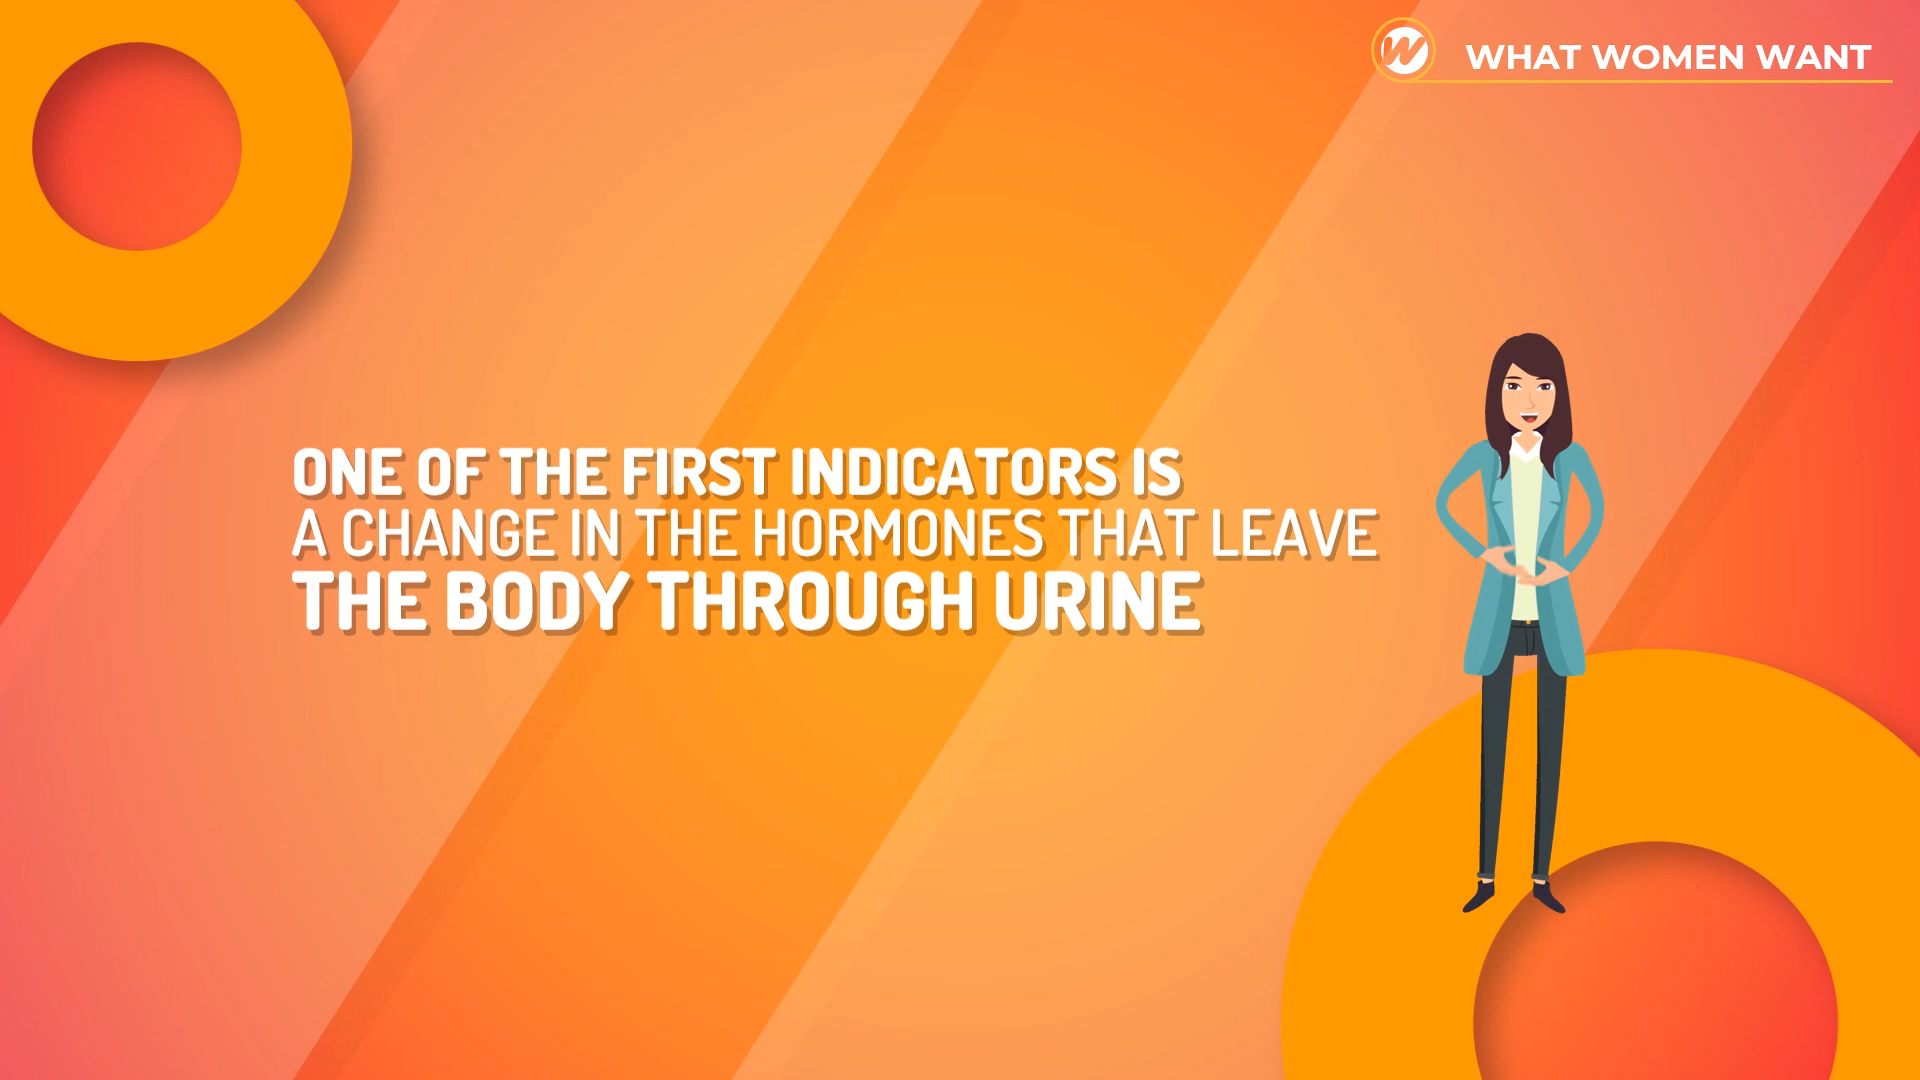 WHAT WOMEN WANT
ONE OF THE FIRST INDICATORS IS
A CHANGE IN THE HORMONES THAT LEAVE
THE BODY THROUGH URINE